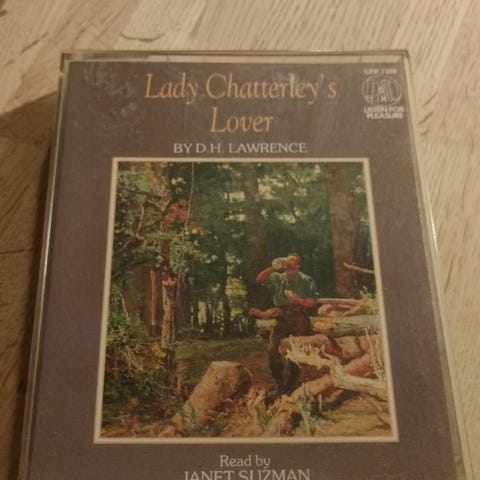 Lady Chatterley's
Lover
BY D.H. LAWRENCE
LISTEN FOR
PLEASURE
Read by
JANET SUZMAN